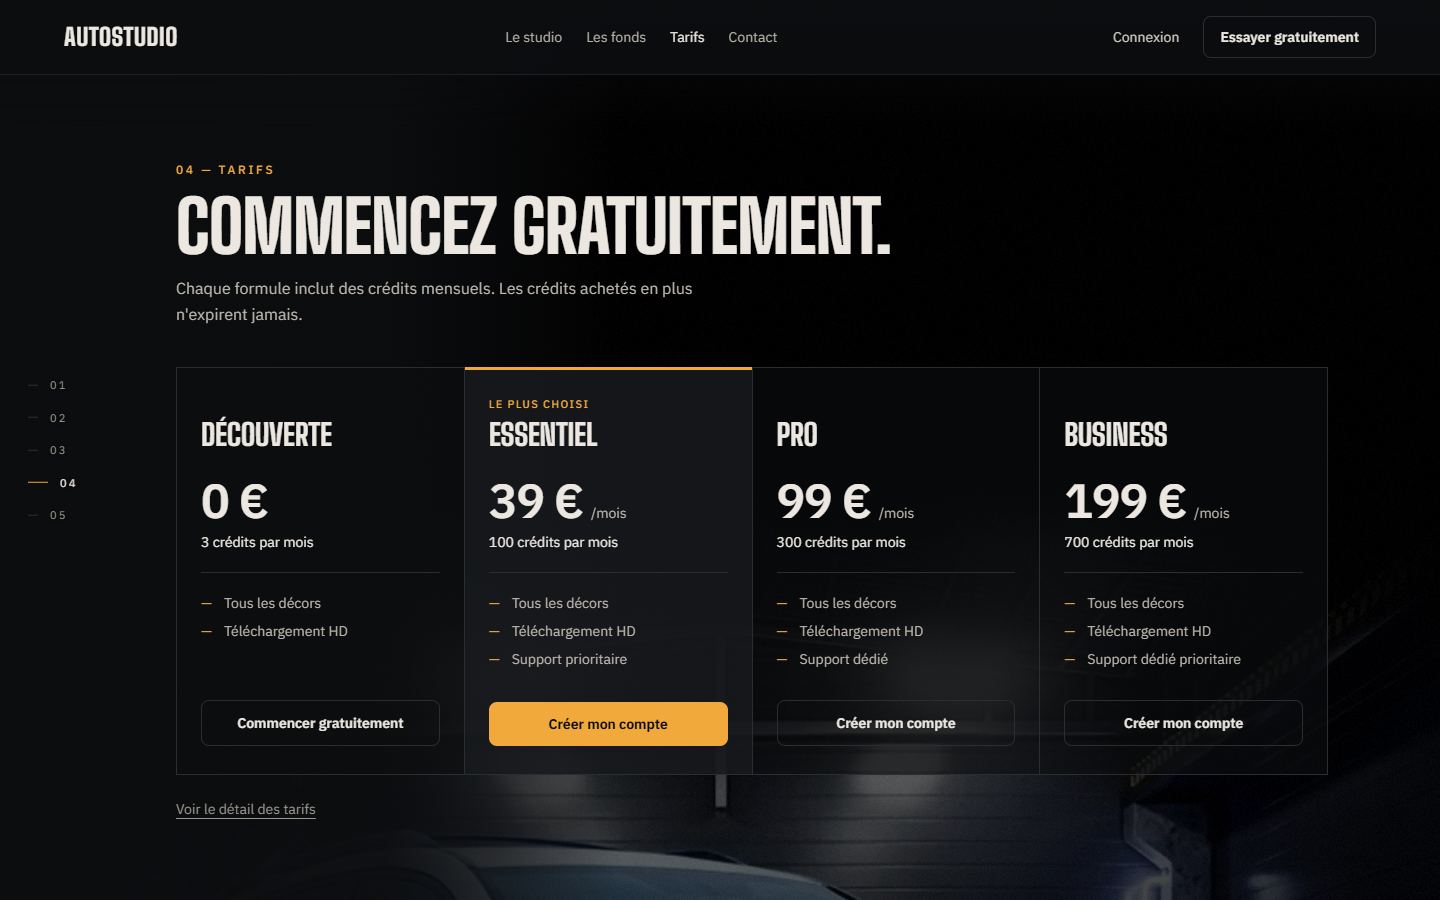 AUTOSTUDIO
Le studio
Les fonds
Tarifs
Contact
Connexion
Essayer gratuitement
04 — TARIFS
COMMENCEZ GRATUITEMENT.
Chaque formule inclut des crédits mensuels. Les crédits achetés en plus
n'expirent jamais.
01
02
03
04
05
DÉCOUVERTE
0 €
3 crédits par mois
— Tous les décors
— Téléchargement HD
Commencer gratuitement
LE PLUS CHOISI
ESSENTIEL
39 € /mois
100 crédits par mois
— Tous les décors
— Téléchargement HD
— Support prioritaire
Créer mon compte
PRO
99 € /mois
300 crédits par mois
— Tous les décors
— Téléchargement HD
— Support dédié
Créer mon compte
BUSINESS
199 € /mois
700 crédits par mois
— Tous les décors
— Téléchargement HD
— Support dédié prioritaire
Créer mon compte
Voir le détail des tarifs